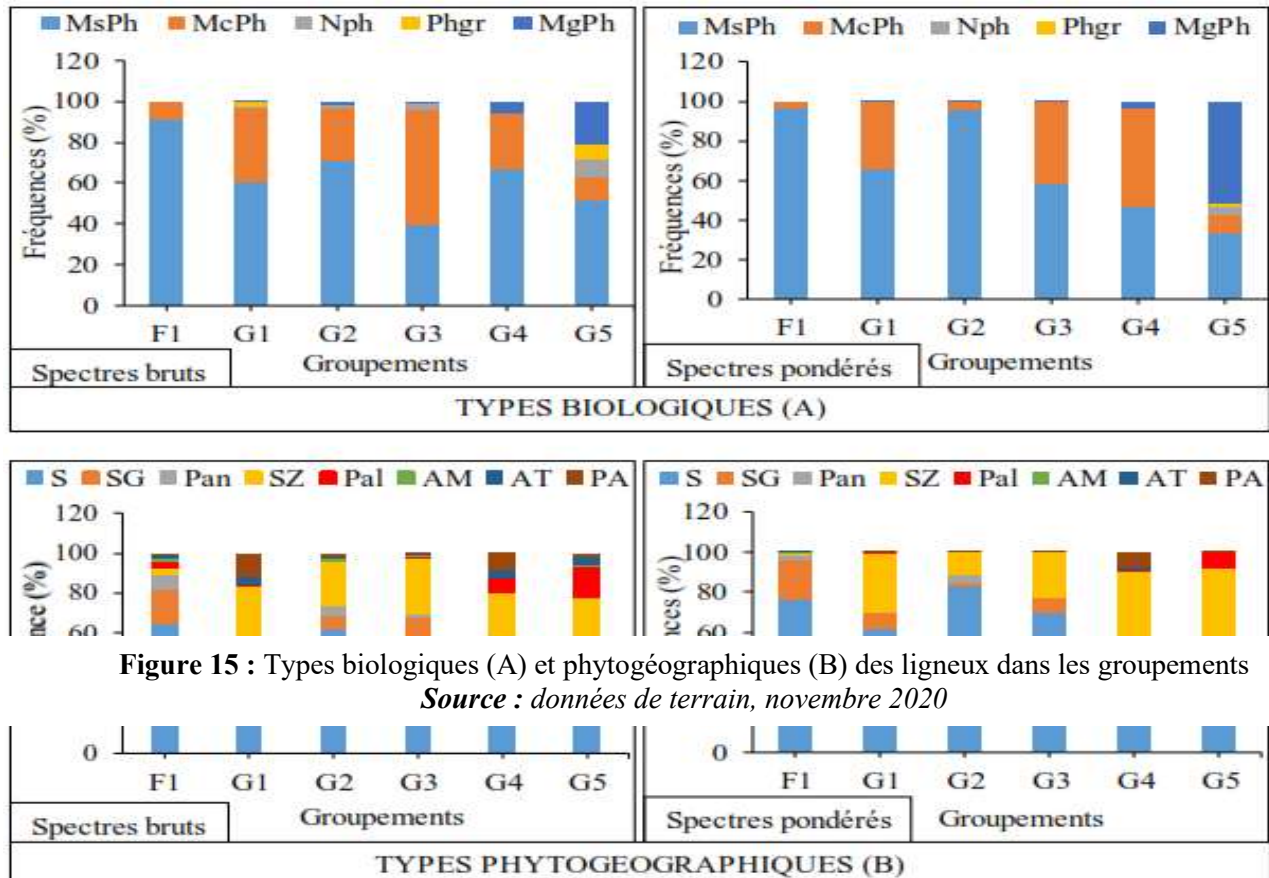 MsPh McPh Nph Phgr MgPh
120
100
80
60
40
20
0
Fréquences (%)
F1 G1 G2 G3 G4 G5
Groupements
Spectres bruts
MsPh McPh Nph Phgr MgPh
120
100
80
60
40
20
0
Fréquences (%)
F1 G1 G2 G3 G4 G5
Groupements
Spectres pondérés
TYPES BIOLOGIQUES (A)
S SG Pan SZ Pal AM AT PA
120
100
80
60
0
F1 G1 G2 G3 G4 G5
Groupements
Spectres bruts
S SG Pan SZ Pal AM AT PA
120
100
80
60
0
(%)
F1 G1 G2 G3 G4 G5
Groupements
Spectres pondérés
Figure 15 : Types biologiques (A) et phytogéographiques (B) des ligneux dans les groupements
Source : données de terrain, novembre 2020
TYPES PHYTOGEOGRAPHIQUES (B)